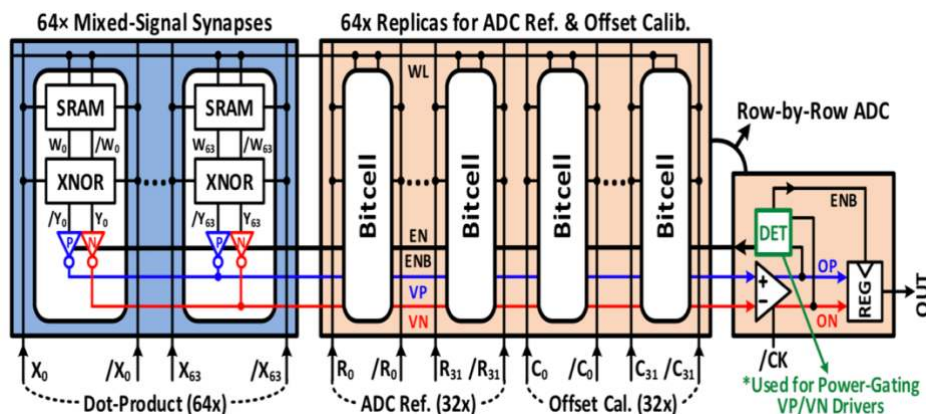 64× Mixed-Signal Synapses
64x Replicas for ADC Ref. & Offset Calib.
WL
SRAM
SRAM
Row-by-Row ADC
W₀
/W₀
W₆₃
/W₆₃
XNOR
XNOR
Bitcell
Bitcell
Bitcell
Bitcell
ENB
/Y₀
Y₀
/Y₆₃
Y₆₃
EN
DET
P
N
P
N
ENB
OP
VP
+
-
REG
OUT
VN
ON
X₀
/X₀
X₆₃
/X₆₃
R₀
/R₀
R₃₁
/R₃₁
C₀
/C₀
C₃₁
/C₃₁
/CK
Dot-Product (64x)
ADC Ref. (32x)
Offset Cal. (32x)
*Used for Power-Gating
VP/VN Drivers